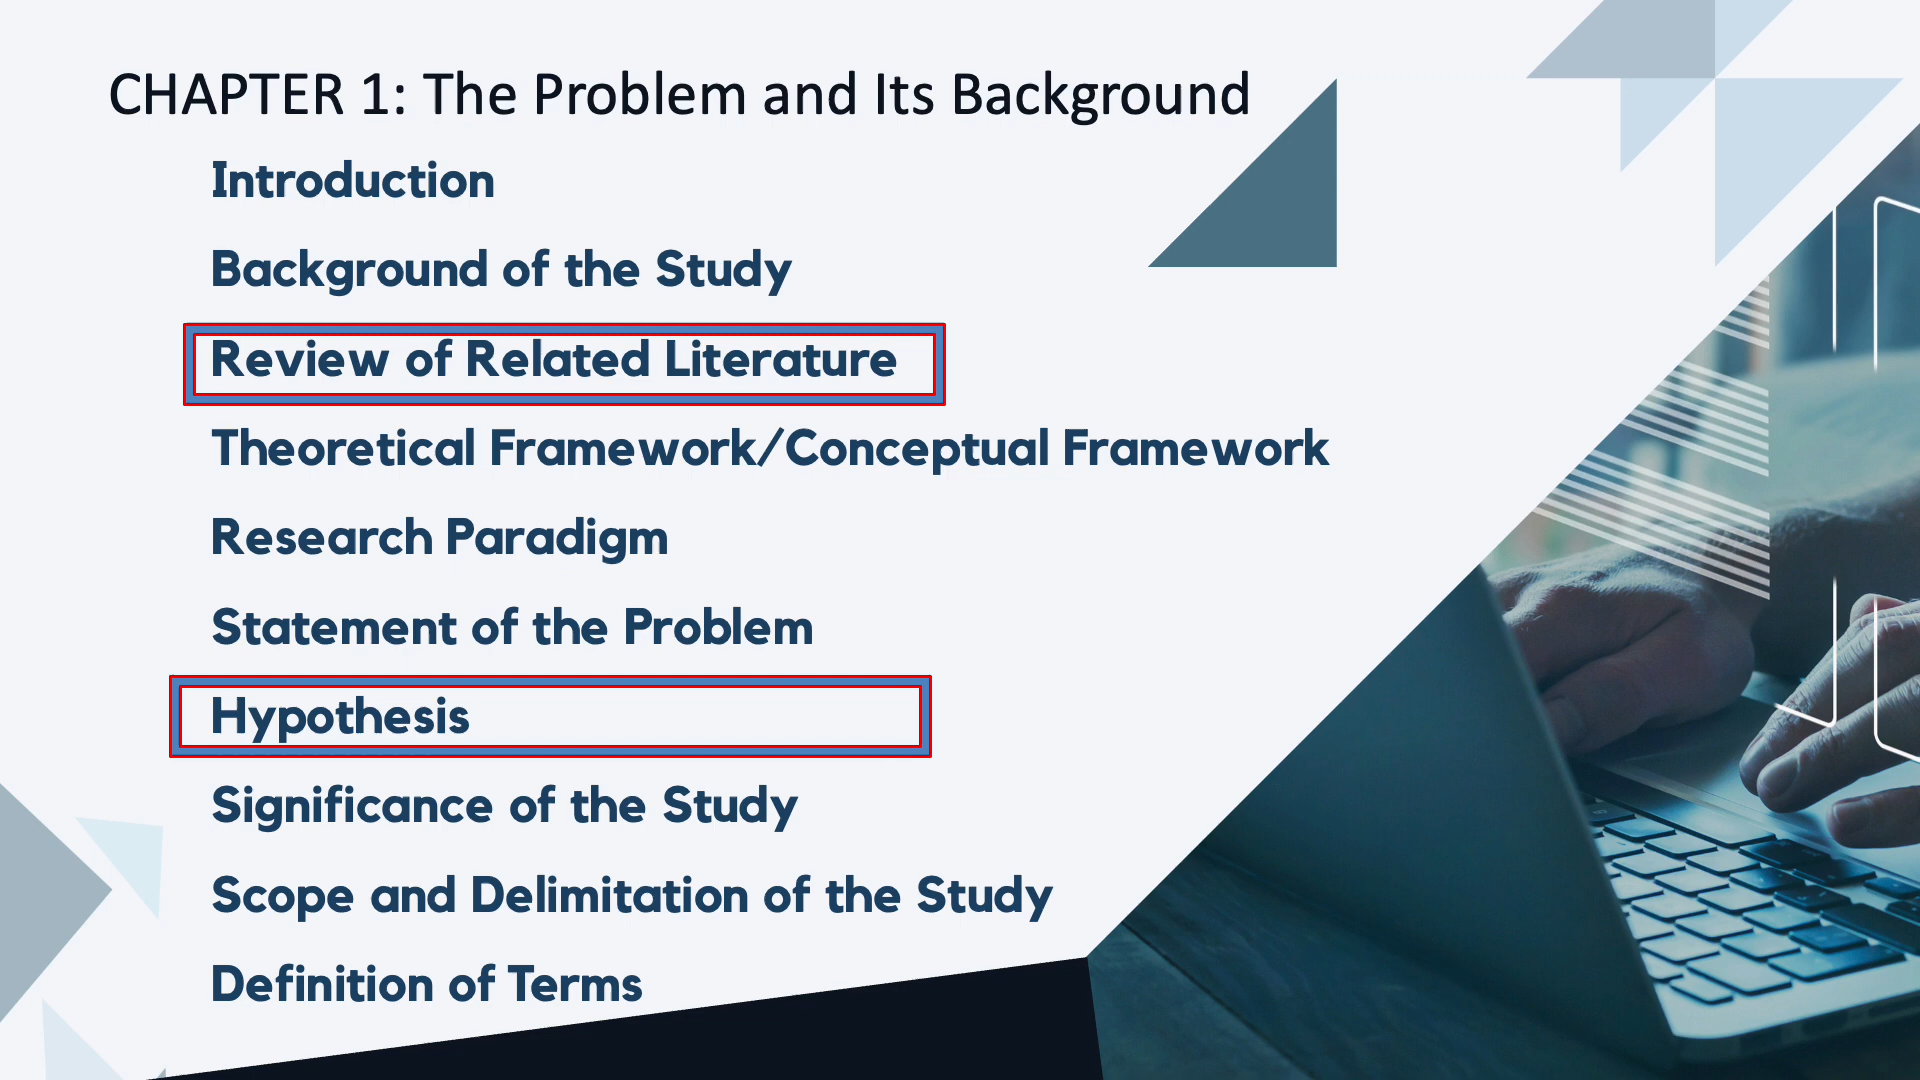 CHAPTER 1: The Problem and Its Background
Introduction
Background of the Study
Review of Related Literature
Theoretical Framework/Conceptual Framework
Research Paradigm
Statement of the Problem
Hypothesis
Significance of the Study
Scope and Delimitation of the Study
Definition of Terms